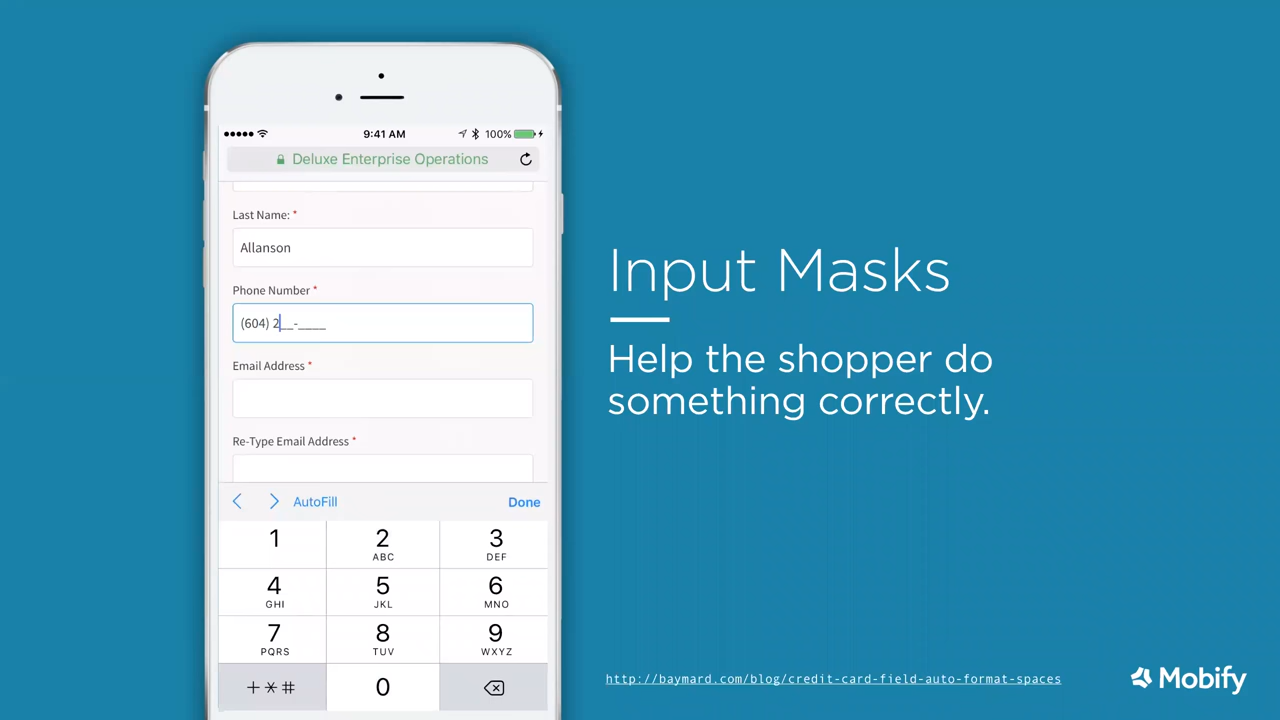 9:41 AM
100%
Deluxe Enterprise Operations
Last Name: *
Allanson
Phone Number *
(604) 2__-____
Email Address *
Re-Type Email Address *
AutoFill
Done
1
2
ABC
3
DEF
4
GHI
5
JKL
6
MNO
7
PQRS
8
TUV
9
WXYZ
+*#
0
Input Masks
Help the shopper do
something correctly.
http://baymard.com/blog/credit-card-field-auto-format-spaces
Mobify